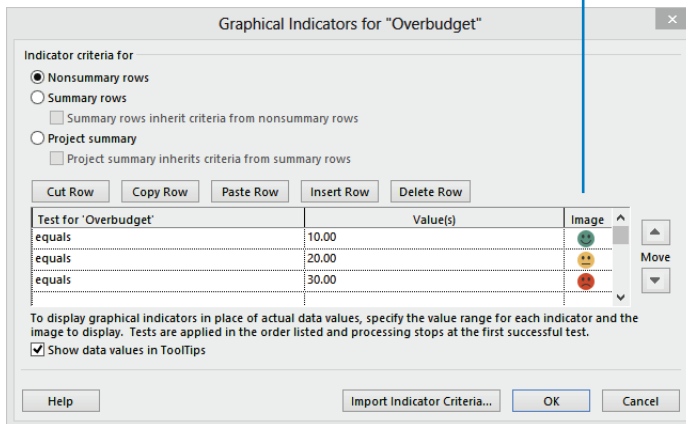 Graphical Indicators for "Overbudget"
Indicator criteria for
Nonsummary rows
Summary rows
Summary rows inherit criteria from nonsummary rows
Project summary
Project summary inherits criteria from summary rows
Cut Row Copy Row Paste Row Insert Row Delete Row
Test for 'Overbudget' Value(s) Image
equals 10.00
equals 20.00
Move
equals 30.00
To display graphical indicators in place of actual data values, specify the value range for each indicator and the
image to display. Tests are applied in the order listed and processing stops at the first successful test.
Show data values in ToolTips
Help Import Indicator Criteria... OK Cancel